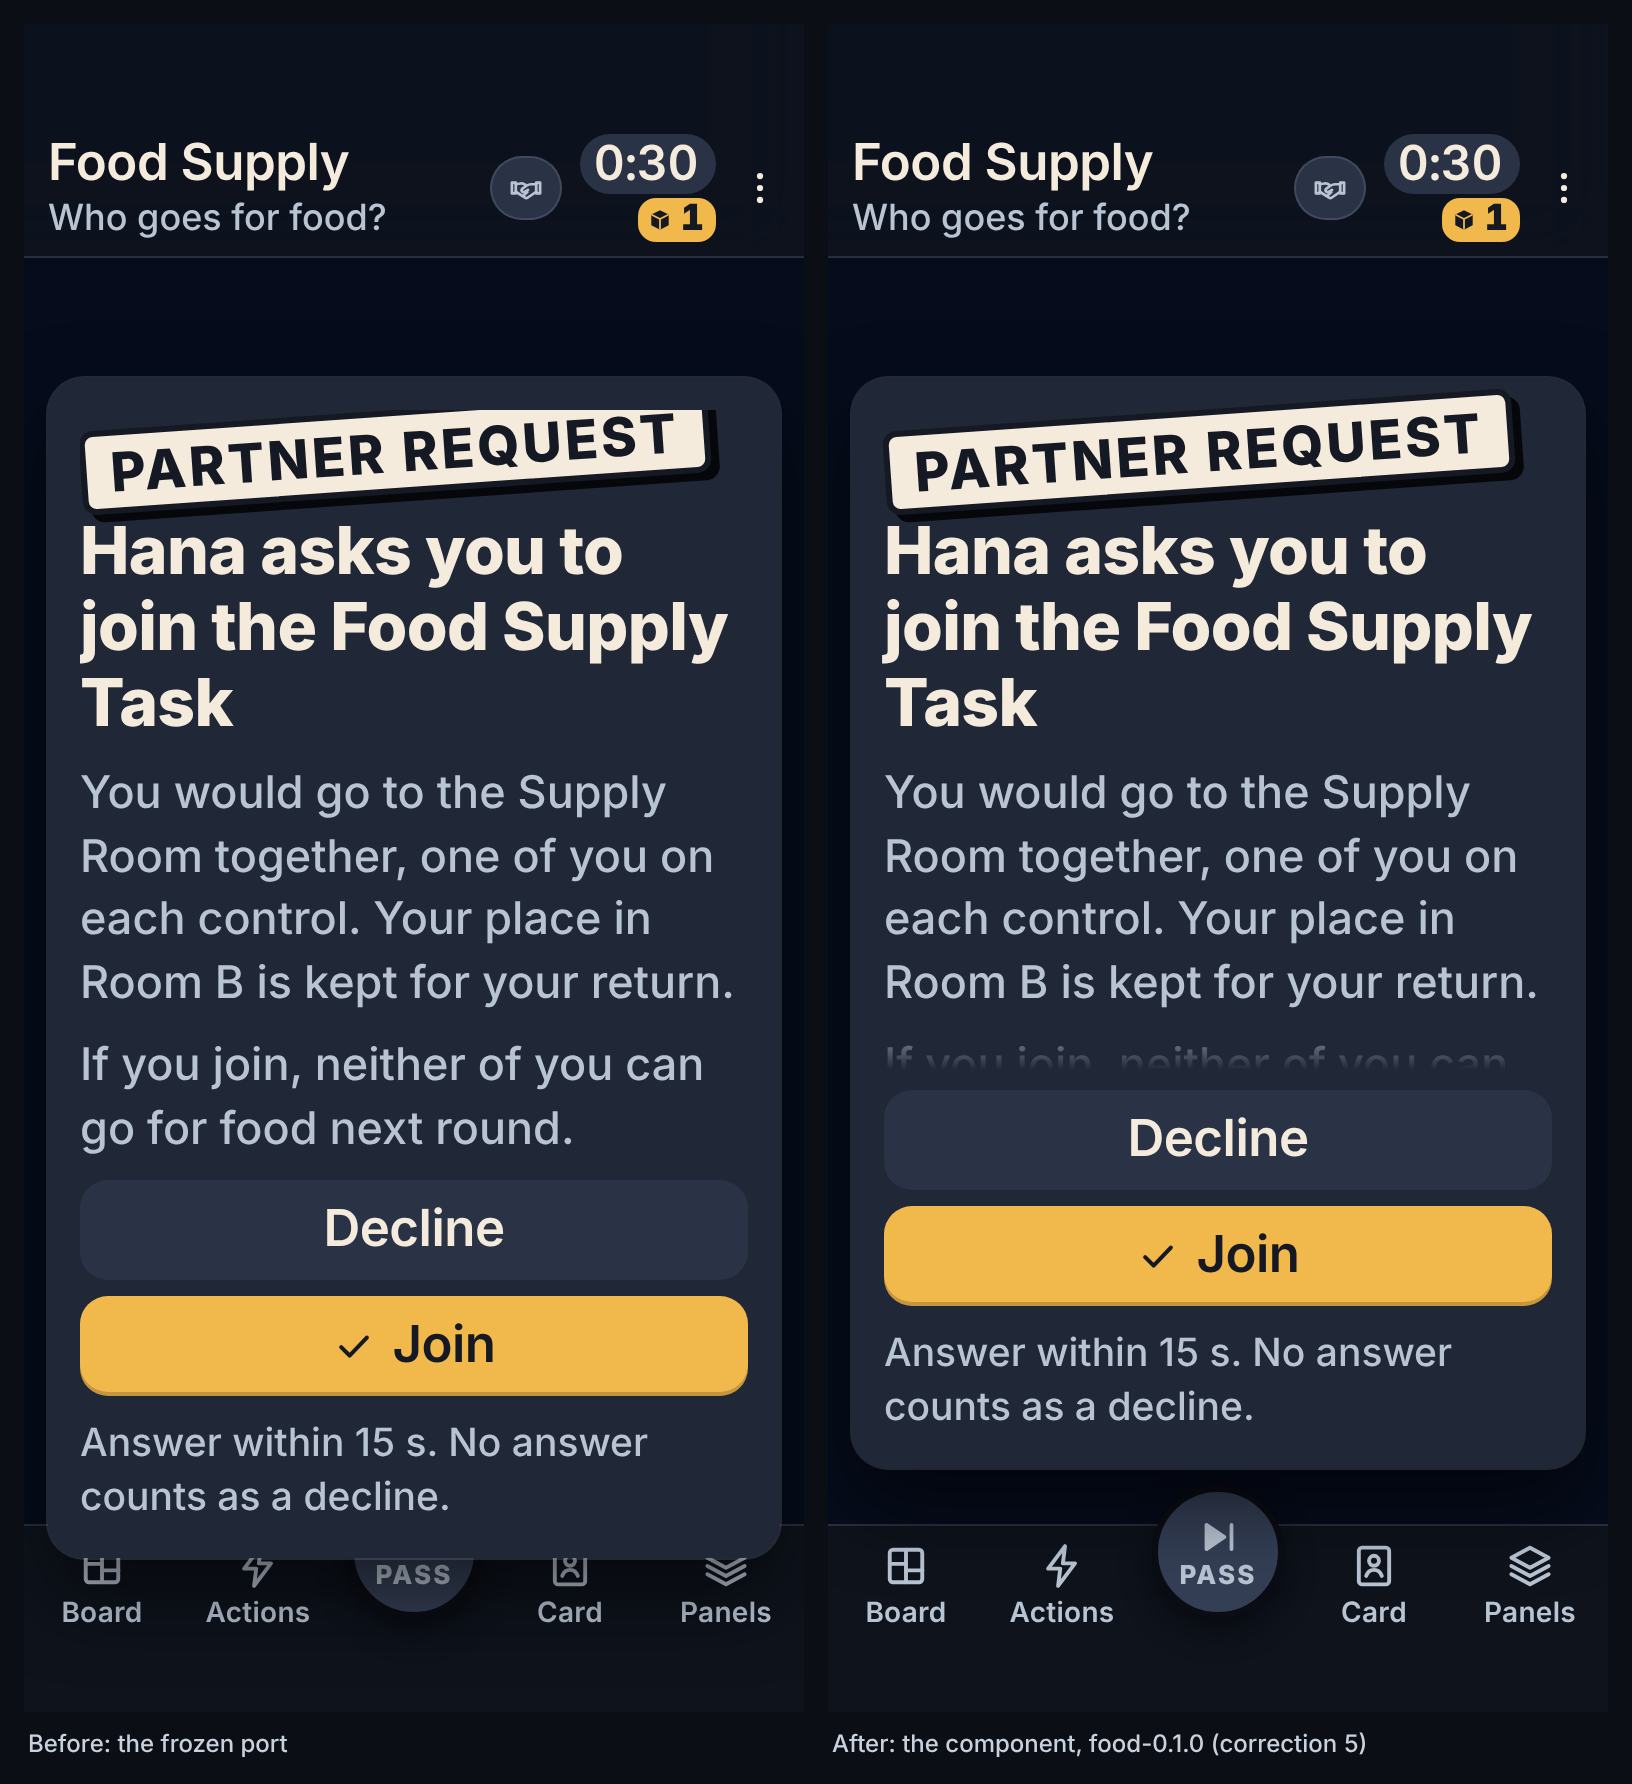 Food Supply
Who goes for food?
0:30
1
PARTNER REQUEST
Hana asks you to
join the Food Supply
Task
You would go to the Supply
Room together, one of you on
each control. Your place in
Room B is kept for your return.
If you join, neither of you can
go for food next round.
Decline
Join
Answer within 15 s. No answer
counts as a decline.
Board
Actions
PASS
Card
Panels
Before: the frozen port
Food Supply
Who goes for food?
0:30
1
PARTNER REQUEST
Hana asks you to
join the Food Supply
Task
You would go to the Supply
Room together, one of you on
each control. Your place in
Room B is kept for your return.
If you join, neither of you can
Decline
Join
Answer within 15 s. No answer
counts as a decline.
Board
Actions
PASS
Card
Panels
After: the component, food-0.1.0 (correction 5)